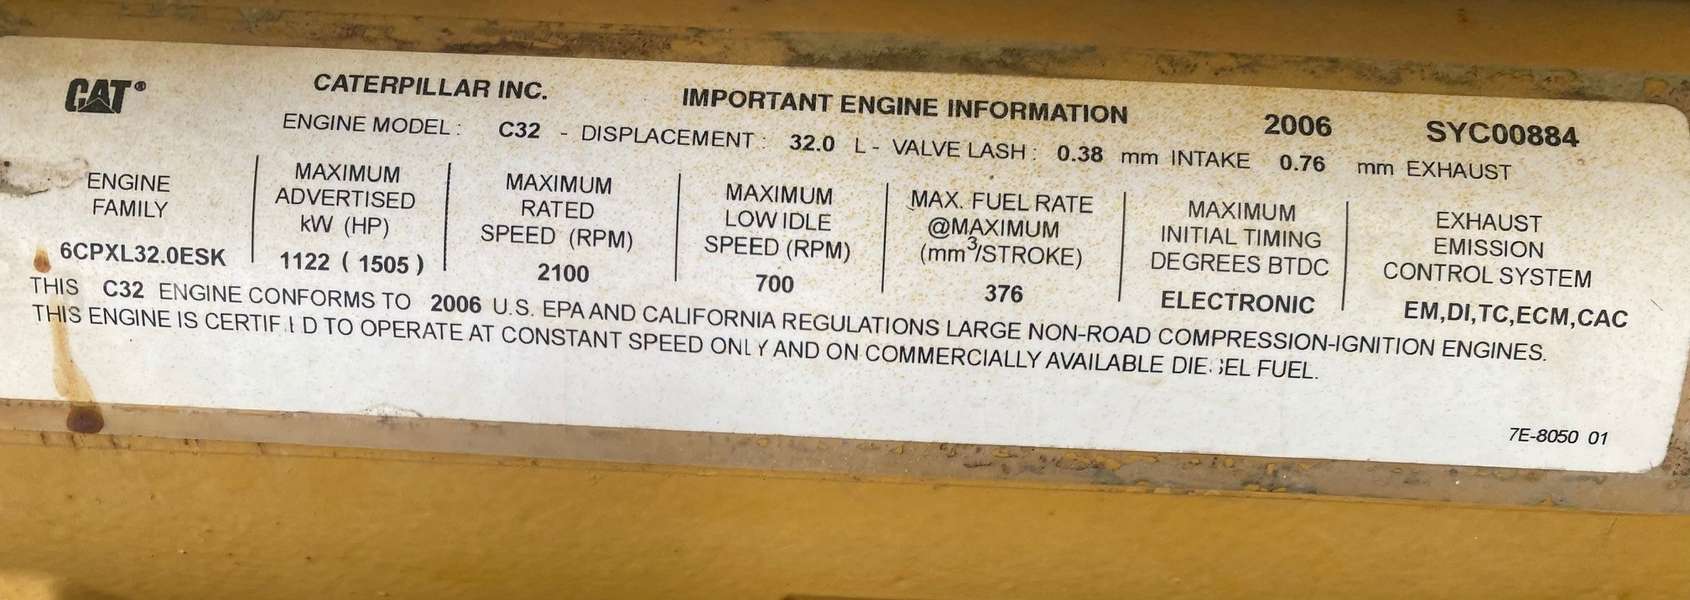 CAT®
CATERPILLAR INC. IMPORTANT ENGINE INFORMATION 2006 SYC00884
ENGINE MODEL: C32 - DISPLACEMENT: 32.0 L - VALVE LASH: 0.38 mm INTAKE 0.76 mm EXHAUST
ENGINE FAMILY
6CPXL32.0ESK
MAXIMUM
ADVERTISED
kW (HP)
1122 ( 1505 )
MAXIMUM
RATED
SPEED (RPM)
2100
MAXIMUM
LOW IDLE
SPEED (RPM)
700
MAX. FUEL RATE
@MAXIMUM
(mm³/STROKE)
376
MAXIMUM
INITIAL TIMING
DEGREES BTDC
ELECTRONIC
EXHAUST
EMISSION
CONTROL SYSTEM
EM,DI,TC,ECM,CAC
THIS C32 ENGINE CONFORMS TO 2006 U.S. EPA AND CALIFORNIA REGULATIONS LARGE NON-ROAD COMPRESSION-IGNITION ENGINES.
THIS ENGINE IS CERTIFIED TO OPERATE AT CONSTANT SPEED ONLY AND ON COMMERCIALLY AVAILABLE DIESEL FUEL.
7E-8050 01